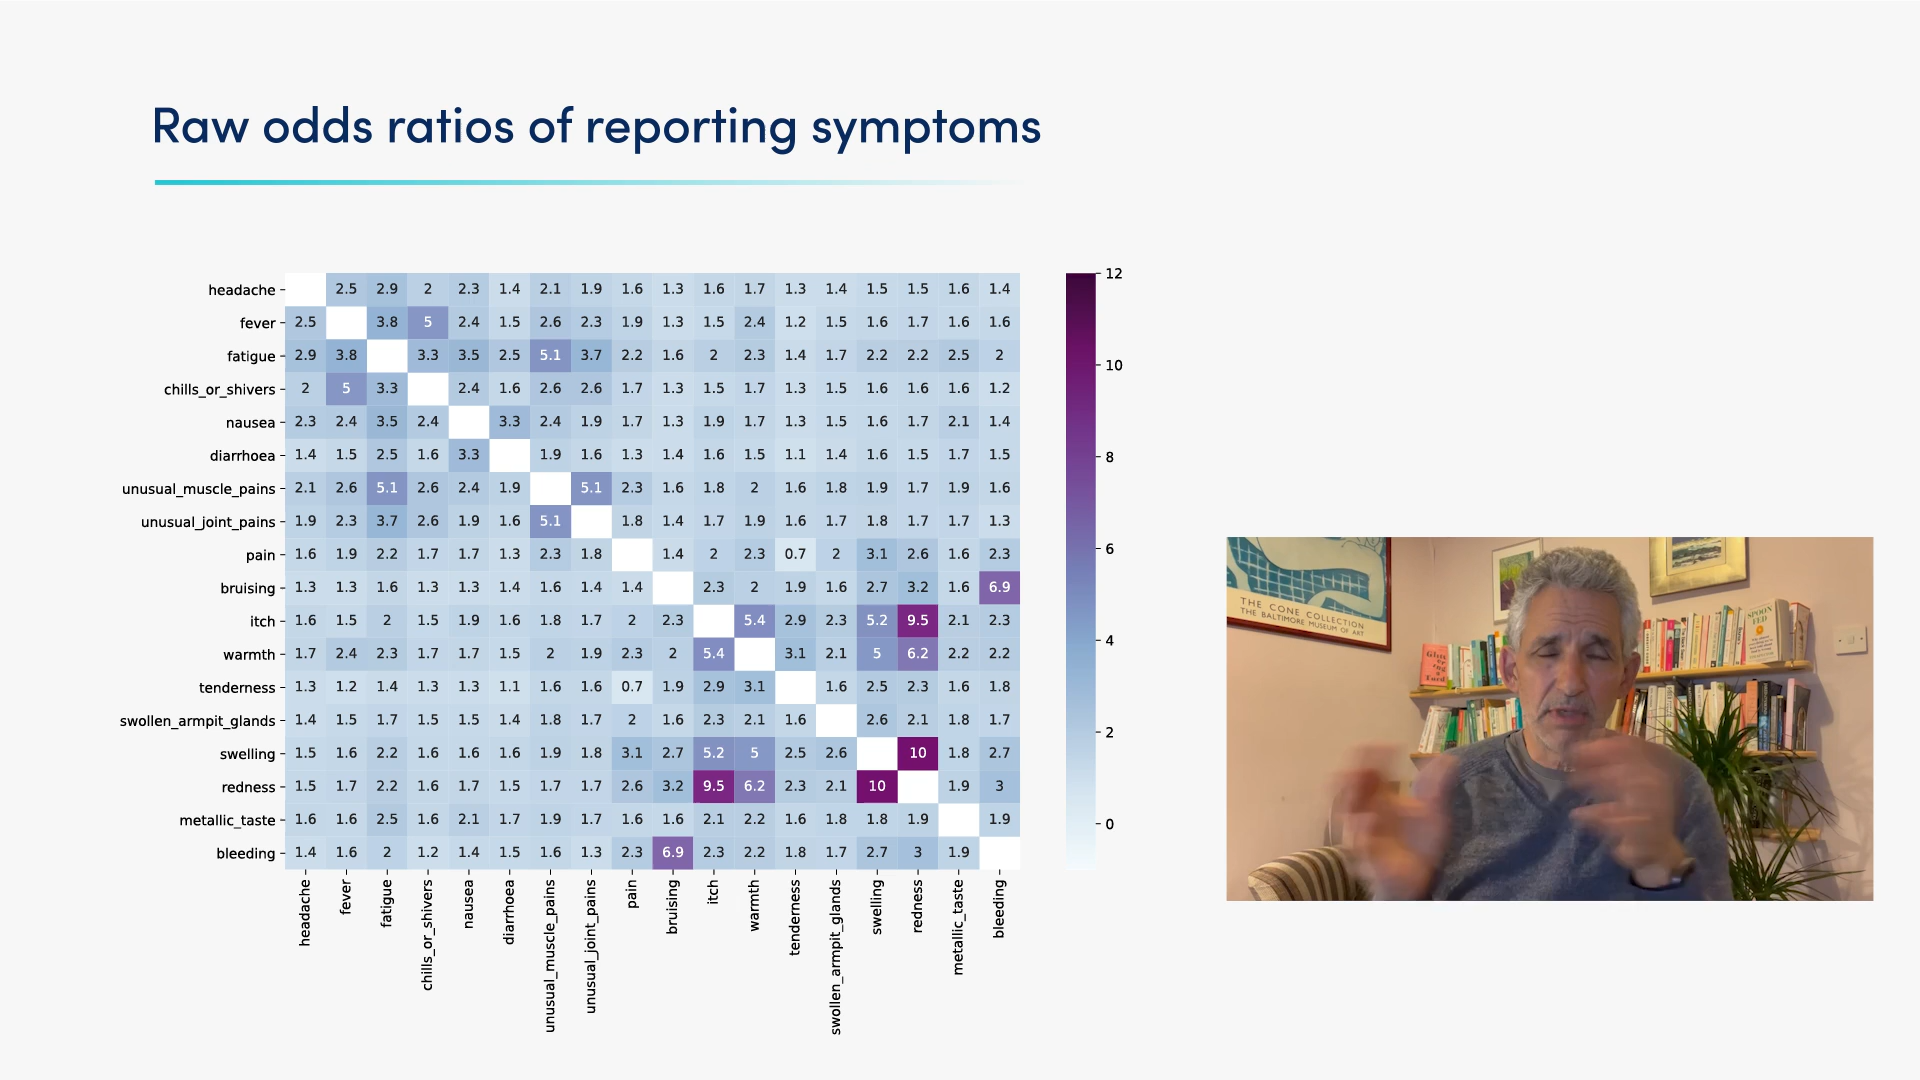 Raw odds ratios of reporting symptoms
headache 2.5 2.9 2 2.3 1.4 2.1 1.9 1.6 1.3 1.6 1.7 1.3 1.4 1.5 1.5 1.6 1.4
fever 2.5 3.8 5 2.4 1.5 2.6 2.3 1.9 1.3 1.5 2.4 1.2 1.5 1.6 1.7 1.6 1.6
fatigue 2.9 3.8 3.3 3.5 2.5 5.1 3.7 2.2 1.6 2 2.3 1.4 1.7 2.2 2.2 2.5 2
chills_or_shivers 2 5 3.3 2.4 1.6 2.6 2.6 1.7 1.3 1.5 1.7 1.3 1.5 1.6 1.6 1.6 1.2
nausea 2.3 2.4 3.5 2.4 3.3 2.4 1.9 1.7 1.3 1.9 1.7 1.3 1.5 1.6 1.7 2.1 1.4
diarrhoea 1.4 1.5 2.5 1.6 3.3 1.9 1.6 1.3 1.4 1.6 1.5 1.1 1.4 1.6 1.5 1.7 1.5
unusual_muscle_pains 2.1 2.6 5.1 2.6 2.4 1.9 5.1 2.3 1.6 1.8 2 1.6 1.8 1.9 1.7 1.9 1.6
unusual_joint_pains 1.9 2.3 3.7 2.6 1.9 1.6 5.1 1.8 1.4 1.7 1.9 1.6 1.7 1.8 1.7 1.7 1.3
pain 1.6 1.9 2.2 1.7 1.7 1.3 2.3 1.8 1.4 2 2.3 0.7 2 3.1 2.6 1.6 2.3
bruising 1.3 1.3 1.6 1.3 1.3 1.4 1.6 1.4 1.4 2.3 2 1.9 1.6 2.7 3.2 1.6 6.9
itch 1.6 1.5 2 1.5 1.9 1.6 1.8 1.7 2 2.3 5.4 2.9 2.3 5.2 9.5 2.1 2.3
warmth 1.7 2.4 2.3 1.7 1.7 1.5 2 1.9 2.3 2 5.4 3.1 2.1 5 6.2 2.2 2.2
tenderness 1.3 1.2 1.4 1.3 1.3 1.1 1.6 1.6 0.7 1.9 2.9 3.1 1.6 2.5 2.3 1.6 1.8
swollen_armpit_glands 1.4 1.5 1.7 1.5 1.5 1.4 1.8 1.7 2 1.6 2.3 2.1 1.6 2.6 2.1 1.8 1.7
swelling 1.5 1.6 2.2 1.6 1.6 1.6 1.9 1.8 3.1 2.7 5.2 5 2.5 2.6 10 1.8 2.7
redness 1.5 1.7 2.2 1.6 1.7 1.5 1.7 1.7 2.6 3.2 9.5 6.2 2.3 2.1 10 1.9 3
metallic_taste 1.6 1.6 2.5 1.6 2.1 1.7 1.9 1.7 1.6 1.6 2.1 2.2 1.6 1.8 1.8 1.9 1.9
bleeding 1.4 1.6 2 1.2 1.4 1.5 1.6 1.3 2.3 6.9 2.3 2.2 1.8 1.7 2.7 3 1.9
headache
fever
fatigue
chills_or_shivers
nausea
diarrhoea
unusual_muscle_pains
unusual_joint_pains
pain
bruising
itch
warmth
tenderness
swollen_armpit_glands
swelling
redness
metallic_taste
bleeding
12
10
8
6
4
2
0
THE CONE COLLECTION
THE BALTIMORE MUSEUM OF ART
SPOON
FED